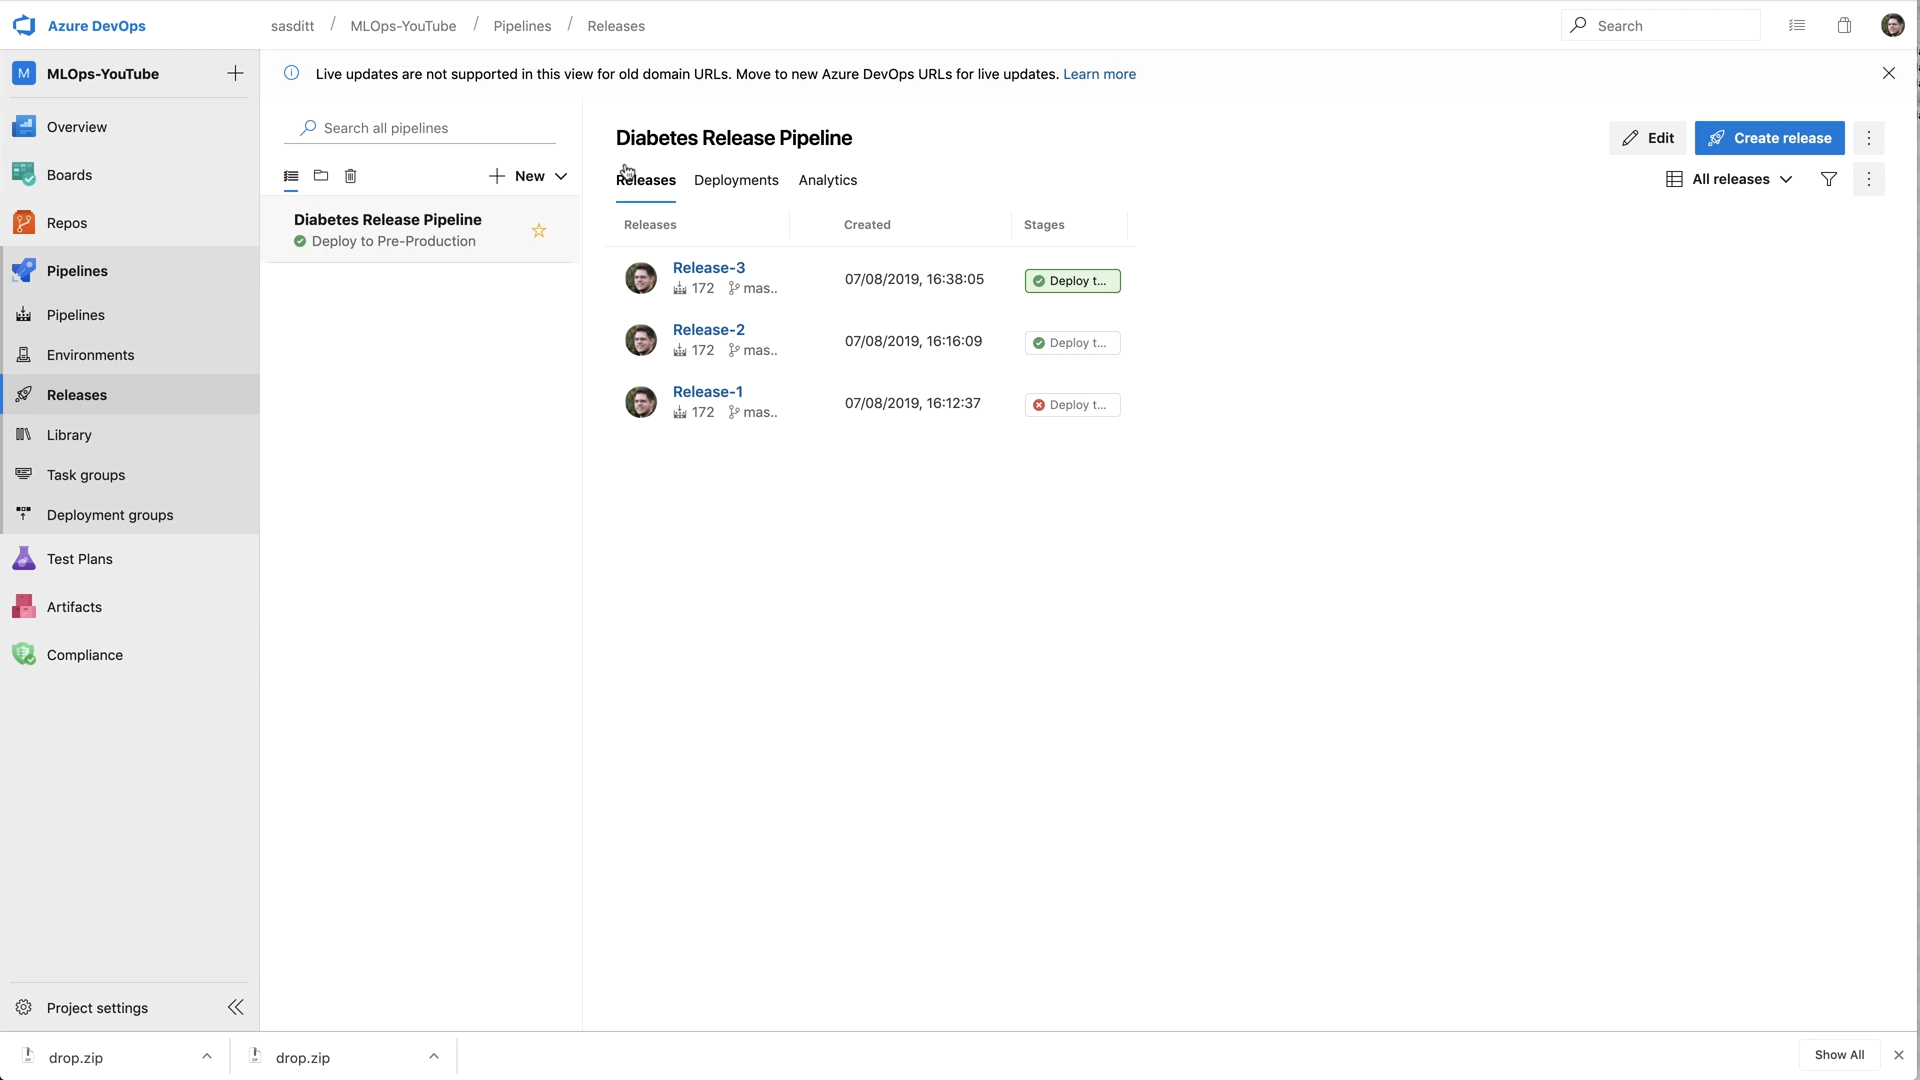 Azure DevOps
sasditt / MLOps-YouTube / Pipelines / Releases
Search
M MLOps-YouTube
Live updates are not supported in this view for old domain URLs. Move to new Azure DevOps URLs for live updates. Learn more
Overview
Boards
Repos
Pipelines
Pipelines
Environments
Releases
Library
Task groups
Deployment groups
Test Plans
Artifacts
Compliance
Project settings
Search all pipelines
New
Diabetes Release Pipeline
Deploy to Pre-Production
Diabetes Release Pipeline
Edit
Create release
Releases Deployments Analytics
All releases
Releases Created Stages
Release-3
172 mas..
07/08/2019, 16:38:05
Deploy t...
Release-2
172 mas..
07/08/2019, 16:16:09
Deploy t...
Release-1
172 mas..
07/08/2019, 16:12:37
Deploy t...
drop.zip
drop.zip
Show All